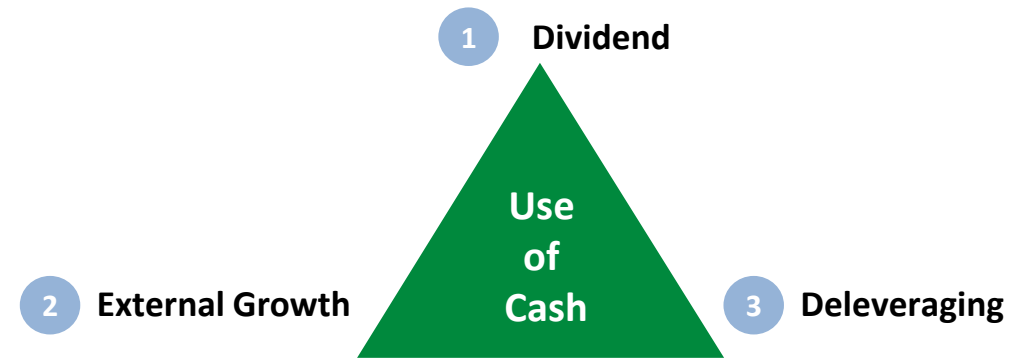 1 Dividend
Use
of
Cash
2 External Growth
3 Deleveraging